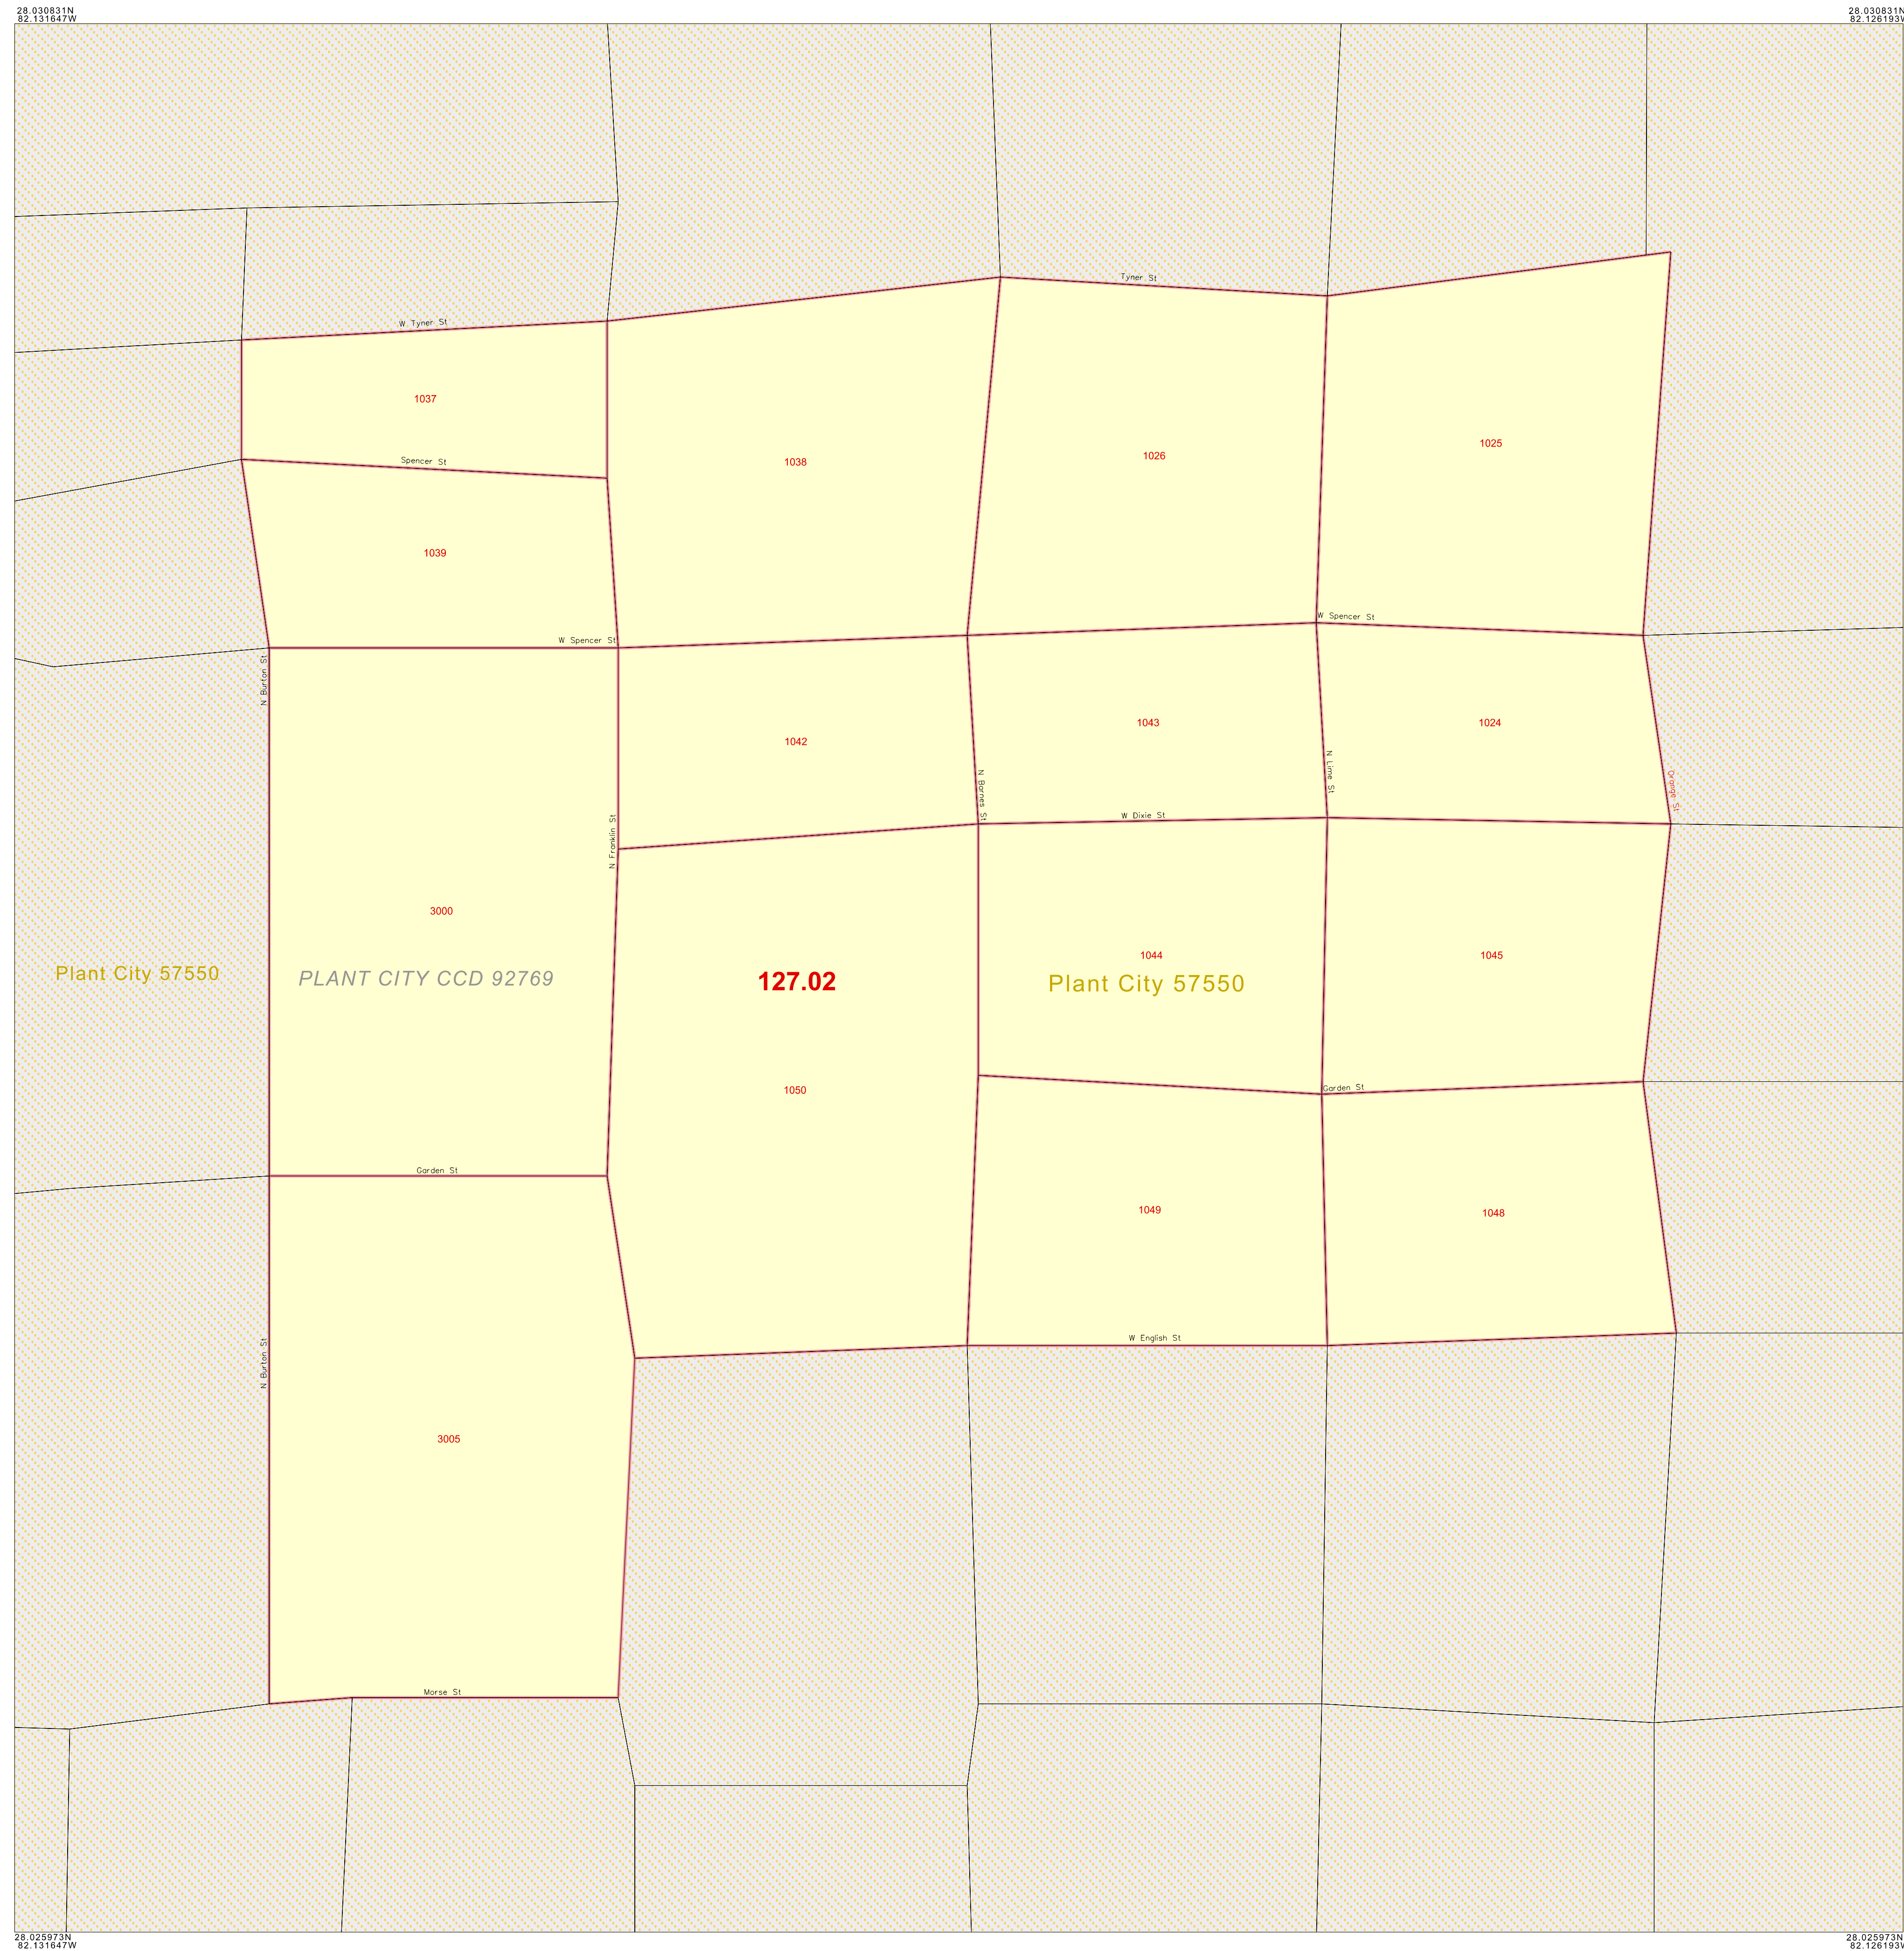 28.030831N
82.131647W
28.030831N
82.126193W
Tyner St
W Tyner St
1037
1038
1026
1025
Spencer St
1039
W Spencer St
W Spencer St
N Burton St
1042
1043
1024
N Barnes St
N Lime St
Orange St
N Franklin St
W Dixie St
3000
1044
1045
Plant City 57550
PLANT CITY CCD 92769
127.02
Plant City 57550
1050
Garden St
Garden St
1049
1048
N Burton St
W English St
3005
Morse St
28.025973N
82.131647W
28.025973N
82.126193W